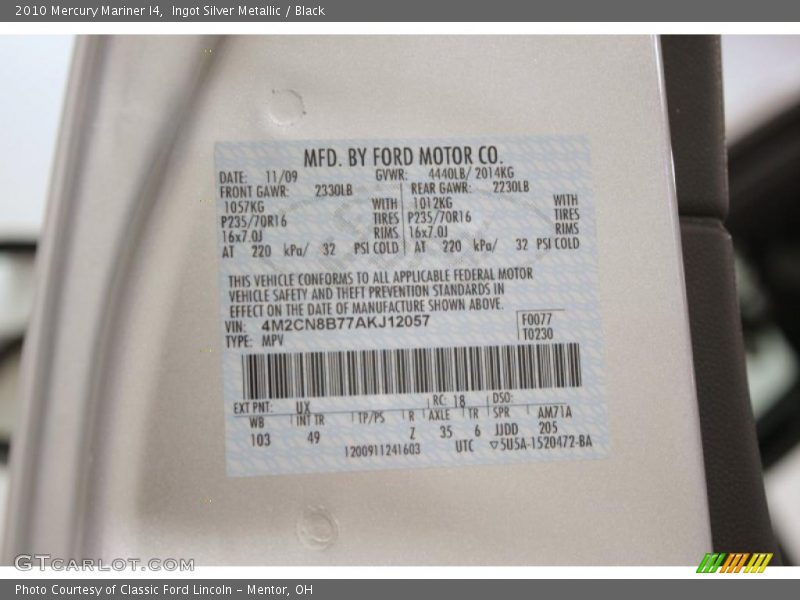 2010 Mercury Mariner I4, Ingot Silver Metallic / Black
MFD. BY FORD MOTOR CO.
DATE: 11/09 GVWR: 4440LB/ 2014KG
FRONT GAWR: 2330LB REAR GAWR: 2230LB
1057KG WITH 1012KG WITH
P235/70R16 TIRES P235/70R16 TIRES
16x7.0J RIMS 16x7.0J RIMS
AT 220 kPa/ 32 PSI COLD AT 220 kPa/ 32 PSI COLD
THIS VEHICLE CONFORMS TO ALL APPLICABLE FEDERAL MOTOR
VEHICLE SAFETY AND THEFT PREVENTION STANDARDS IN
EFFECT ON THE DATE OF MANUFACTURE SHOWN ABOVE.
VIN: 4M2CN8B77AKJ12057 F0077
TYPE: MPV T0230
EXT PNT: UX RC: 18 DSO:
WB INT TR TP/PS R AXLE TR SPR AM71A
103 49 Z 35 6 JJDD 205
1200911241603 UTC ▽5U5A-1520472-BA
GTCARLOT.COM
Photo Courtesy of Classic Ford Lincoln - Mentor, OH